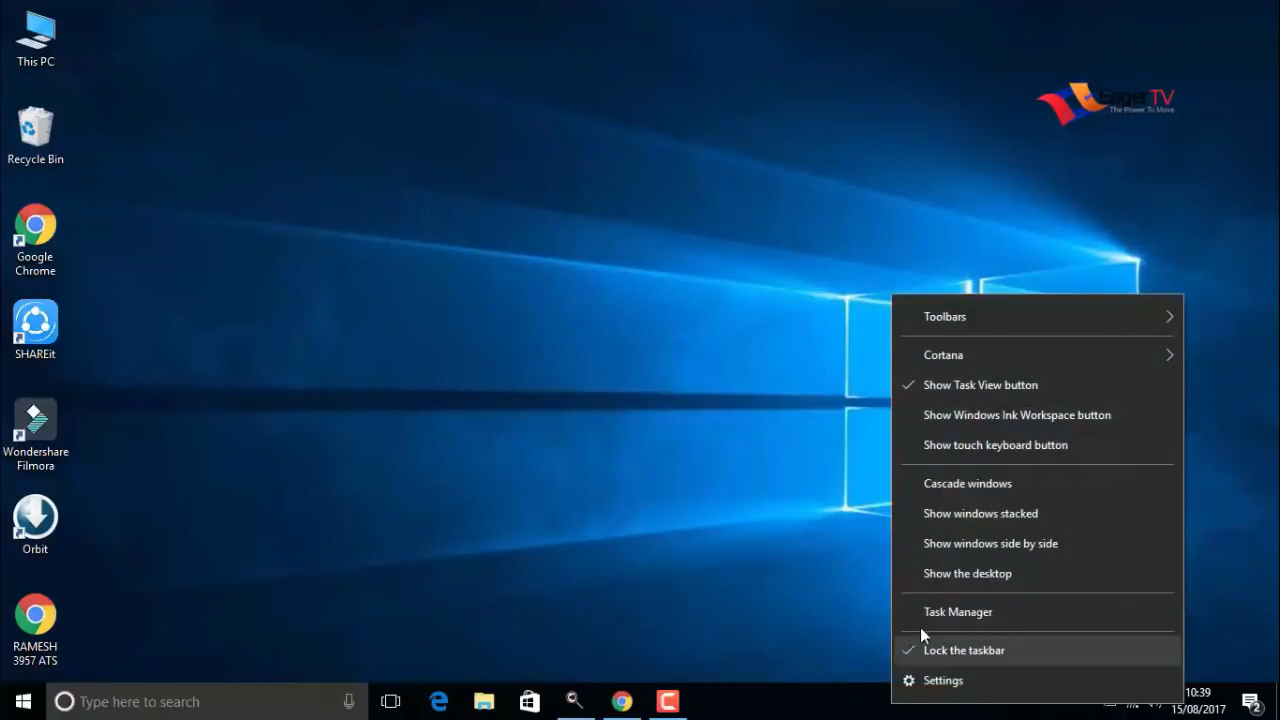 This PC
Recycle Bin
Google
Chrome
SHAREit
Wondershare
Filmora
Orbit
RAMESH
3957 ATS
EagerTV
The Power To Move
Toolbars
Cortana
Show Task View button
Show Windows Ink Workspace button
Show touch keyboard button
Cascade windows
Show windows stacked
Show windows side by side
Show the desktop
Task Manager
Lock the taskbar
Settings
Type here to search
10:39
15/08/2017
2